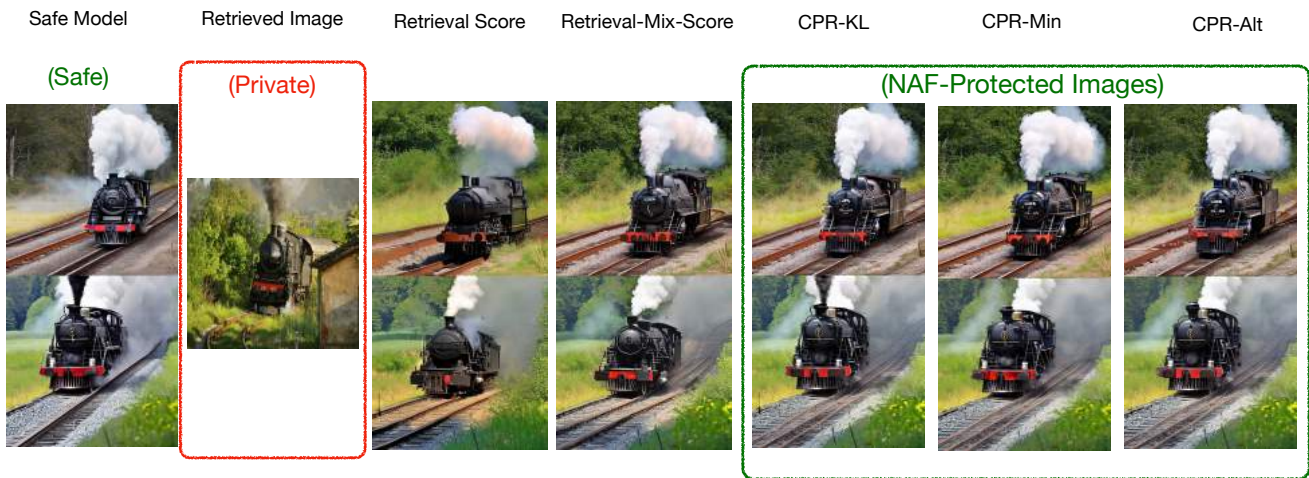 Safe Model
Retrieved Image
Retrieval Score
Retrieval-Mix-Score
CPR-KL
CPR-Min
CPR-Alt
(Safe)
(Private)
(NAF-Protected Images)